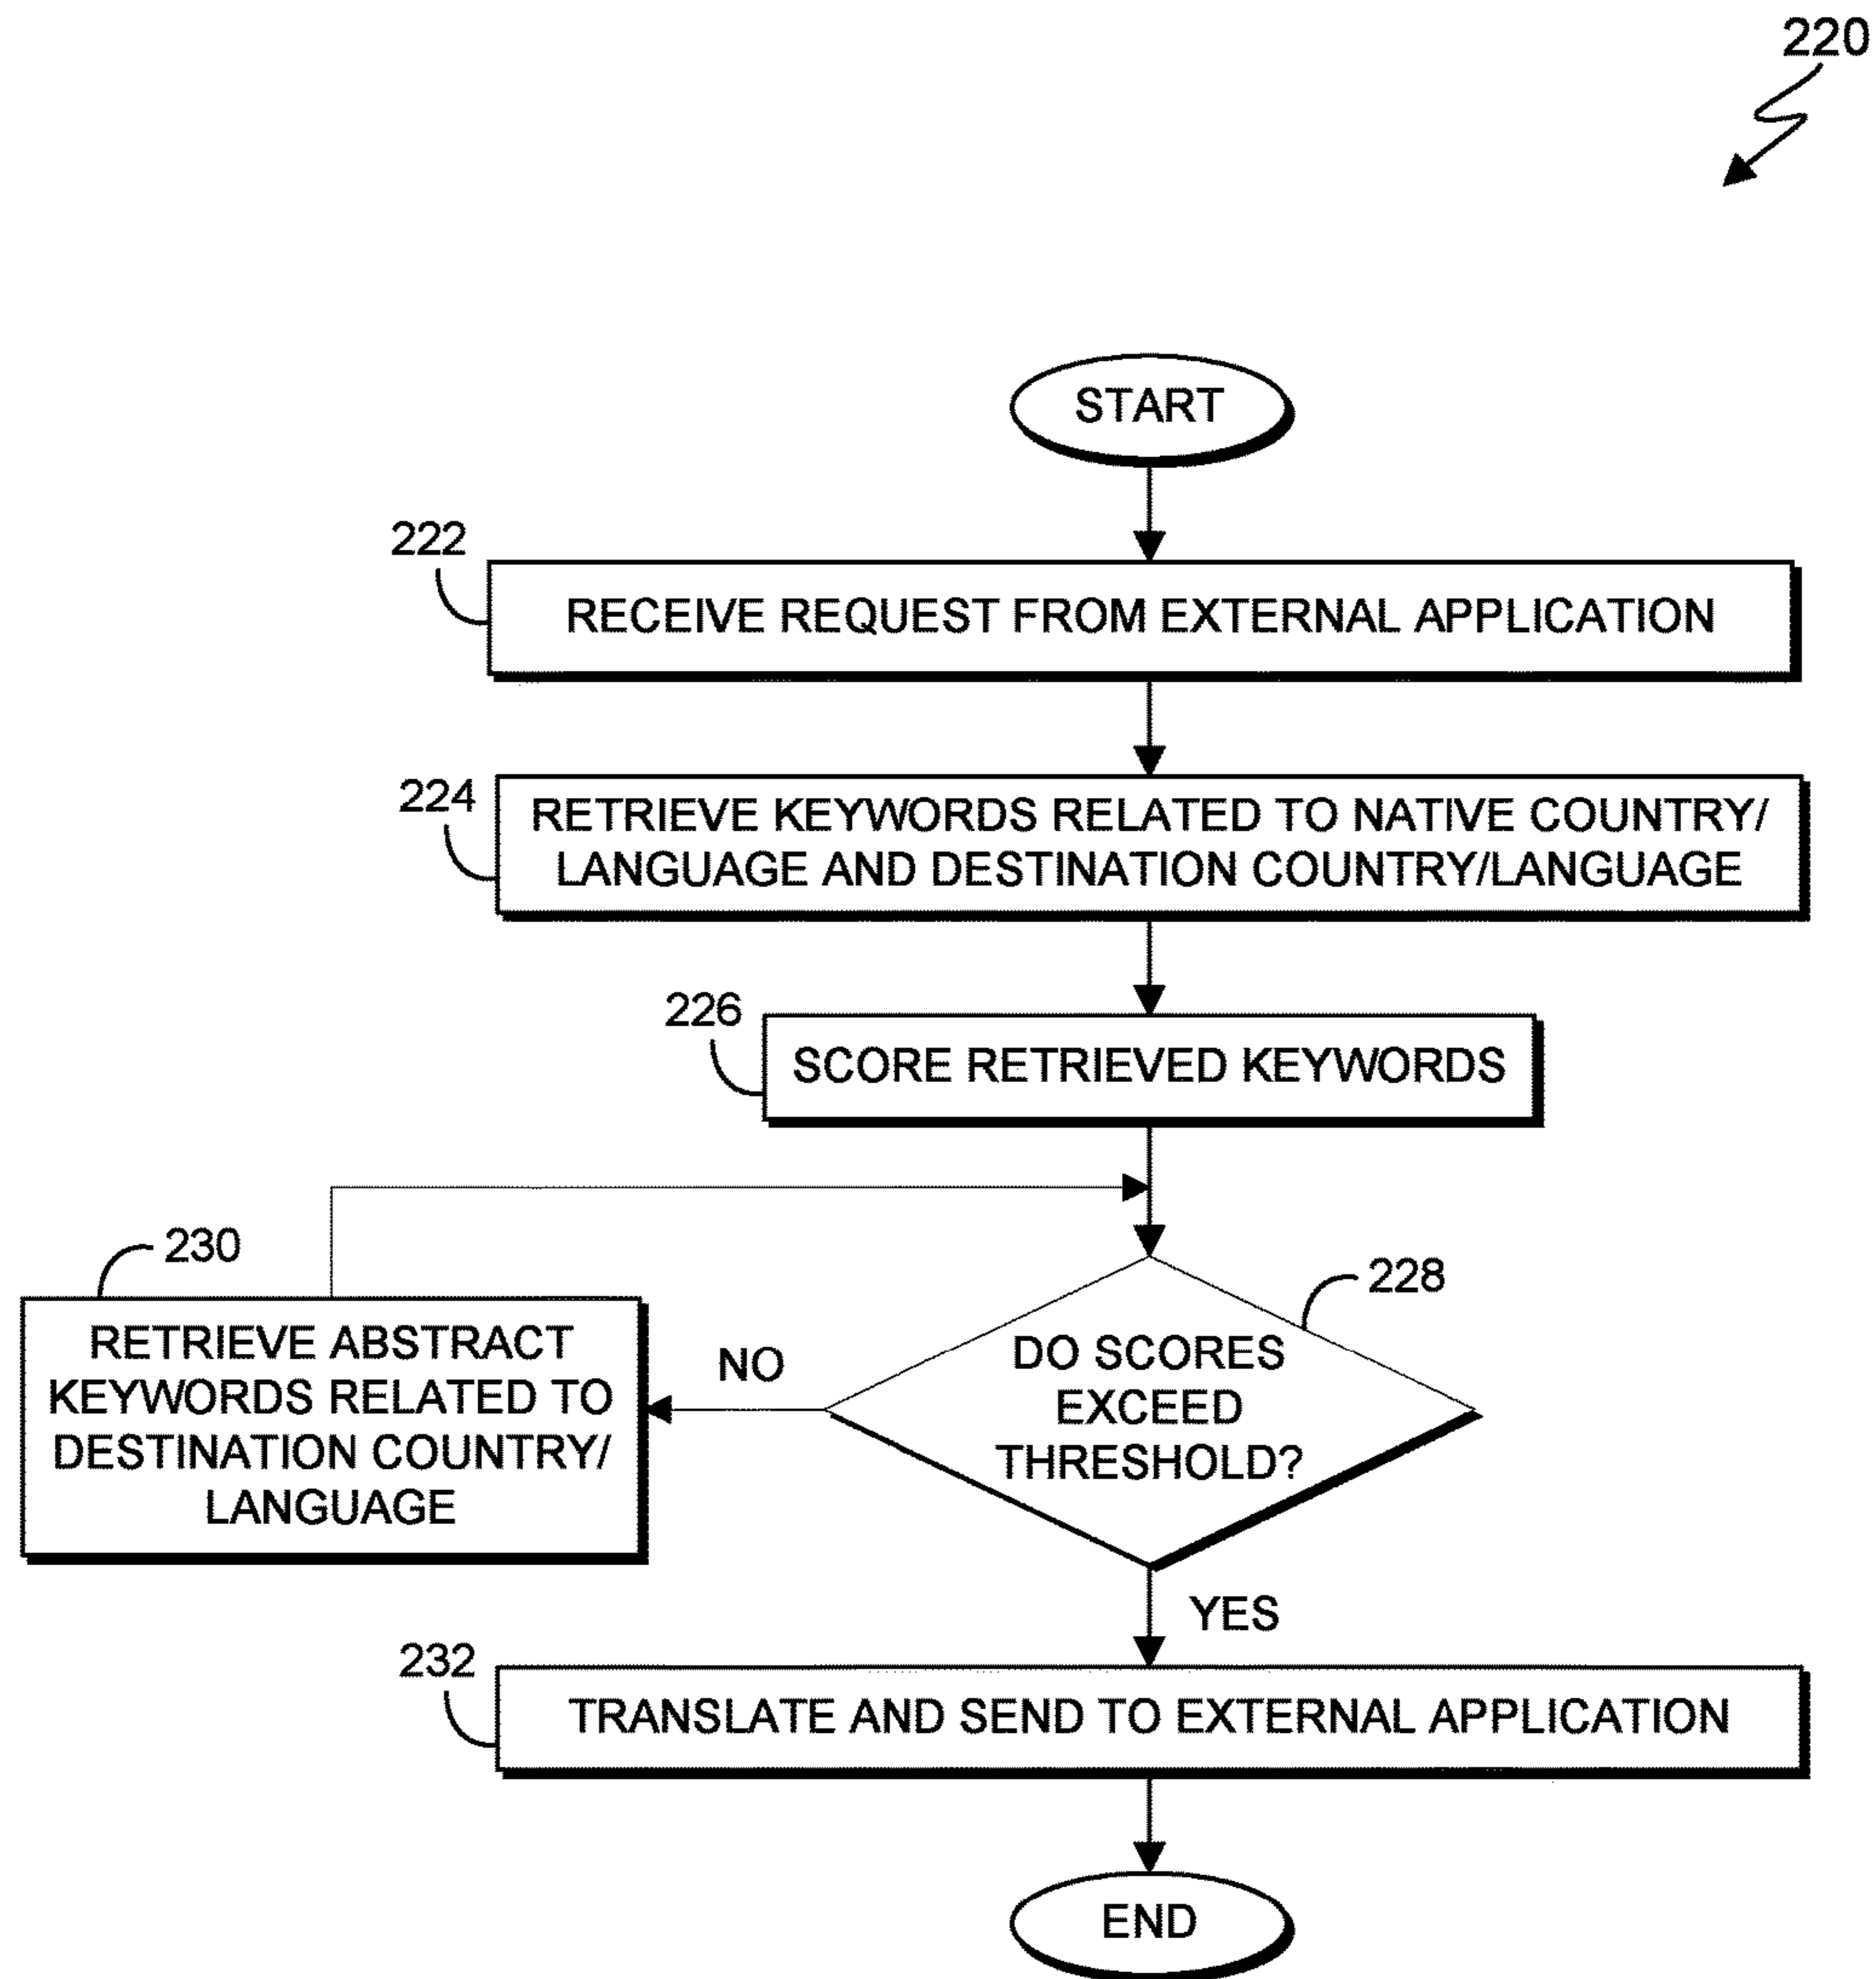 220
START
222
RECEIVE REQUEST FROM EXTERNAL APPLICATION
224
RETRIEVE KEYWORDS RELATED TO NATIVE COUNTRY/
LANGUAGE AND DESTINATION COUNTRY/LANGUAGE
226
SCORE RETRIEVED KEYWORDS
230
RETRIEVE ABSTRACT
KEYWORDS RELATED TO
DESTINATION COUNTRY/
LANGUAGE
NO
228
DO SCORES
EXCEED
THRESHOLD?
YES
232
TRANSLATE AND SEND TO EXTERNAL APPLICATION
END